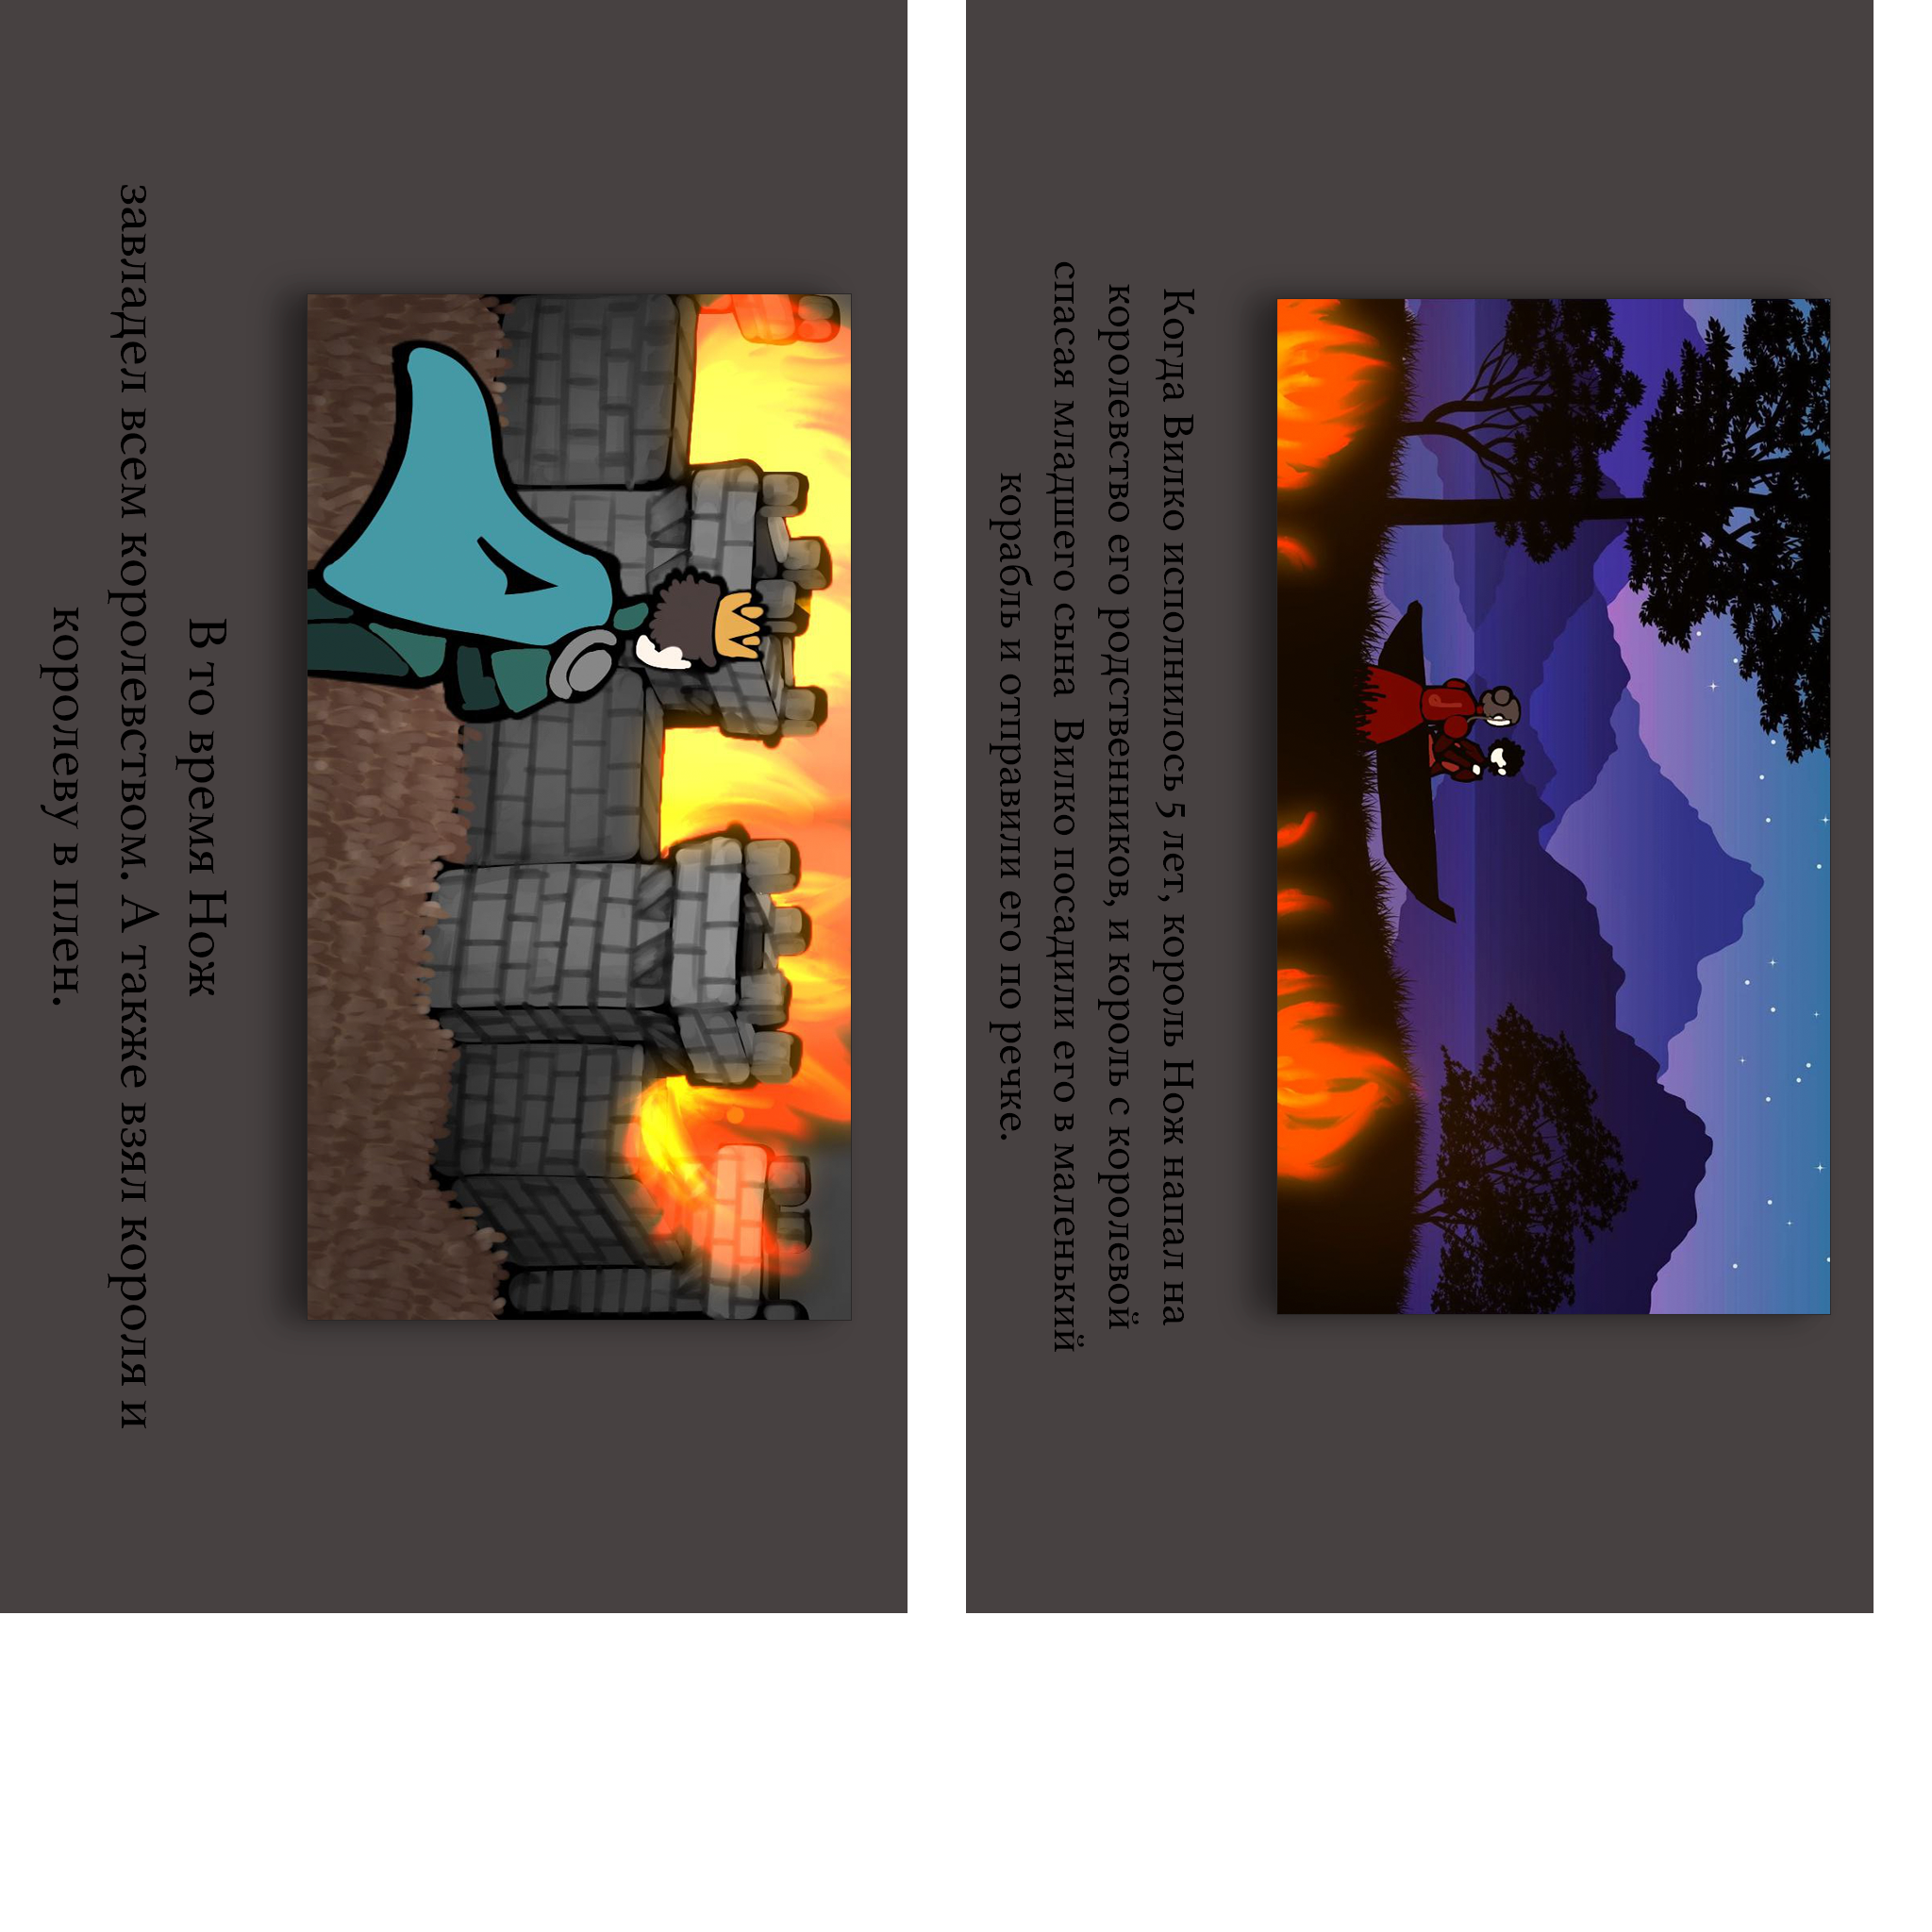 Когда Вилко исполнилось 5 лет, король Нож напал на
королевство его родственников, и король с королевой
спасая младшего сына Вилко посадили его в маленький
корабль и отправили его по речке.
В то время Нож
завладел всем королевством. А также взял короля и
королеву в плен.